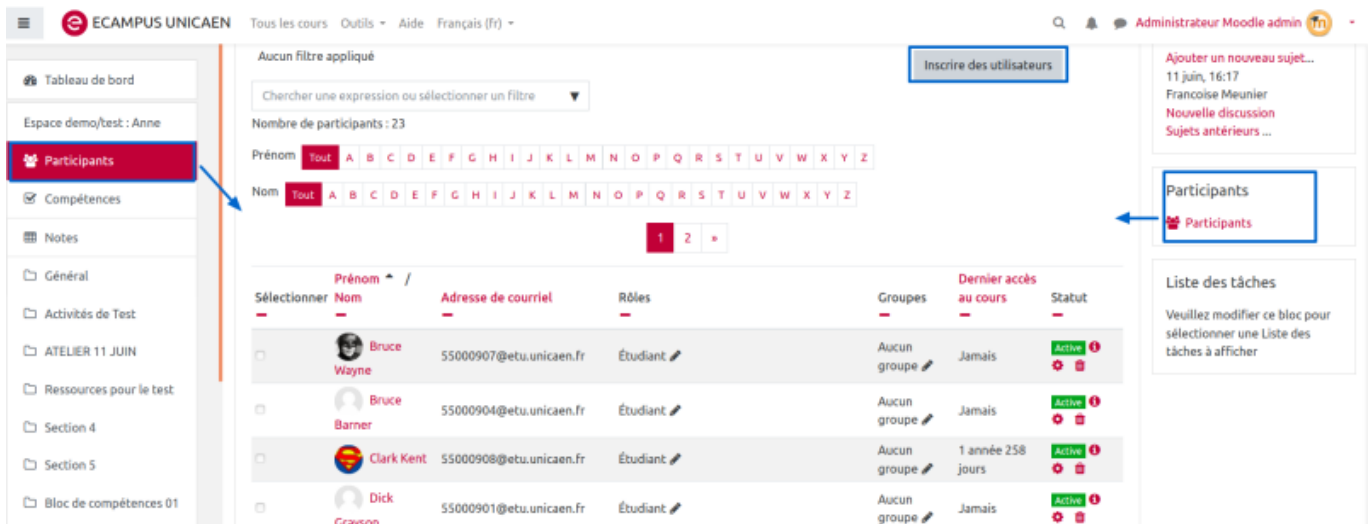 ECAMPUS UNICAEN Tous les cours Outils Aide Français (fr) Administrateur Moodle admin
Tableau de bord
Espace demo/test : Anne
Participants
Compétences
Notes
Général
Activités de Test
ATELIER 11 JUIN
Ressources pour le test
Section 4
Section 5
Bloc de compétences 01
Aucun filtre appliqué
Inscrire des utilisateurs
Chercher une expression ou sélectionner un filtre ▼
Nombre de participants : 23
Prénom Tout A B C D E F G H I J K L M N O P Q R S T U V W X Y Z
Nom Tout A B C D E F G H I J K L M N O P Q R S T U V W X Y Z
1 2 »
Sélectionner Prénom / Nom Adresse de courriel Rôles Groupes Dernier accès au cours Statut
Bruce Wayne 55000907@etu.unicaen.fr Étudiant Aucun groupe Jamais Active
Bruce Barner 55000904@etu.unicaen.fr Étudiant Aucun groupe Jamais Active
Clark Kent 55000908@etu.unicaen.fr Étudiant Aucun groupe 1 année 258 jours Active
Dick Grayson 55000901@etu.unicaen.fr Étudiant Aucun groupe Jamais Active
Ajouter un nouveau sujet...
11 juin, 16:17
Francoise Meunier
Nouvelle discussion
Sujets antérieurs ...
Participants
Participants
Liste des tâches
Veuillez modifier ce bloc pour
sélectionner une Liste des
tâches à afficher